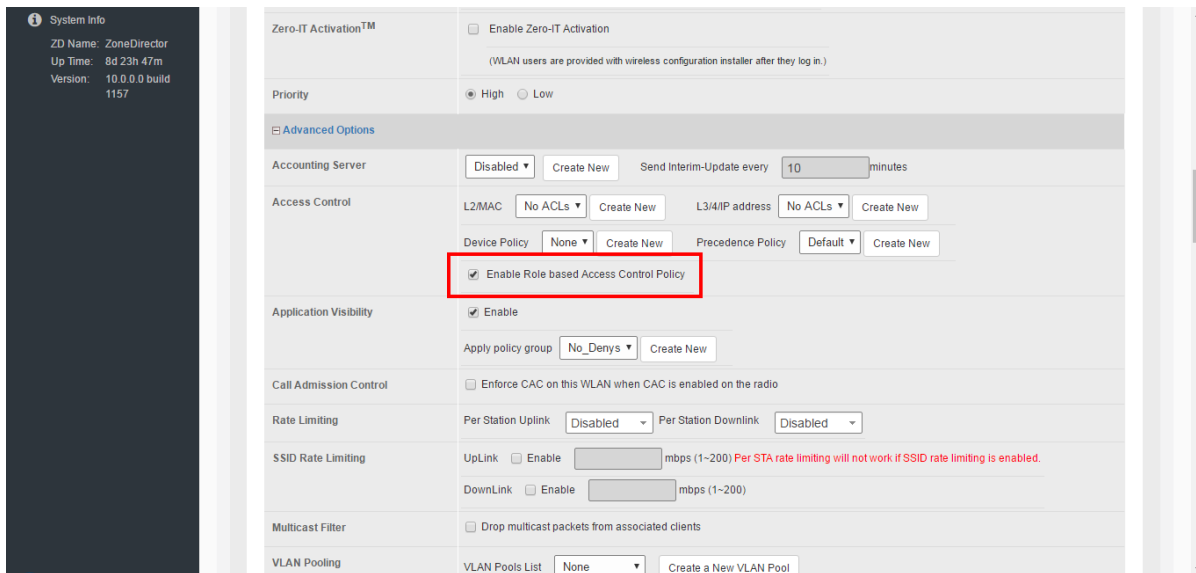 System Info
ZD Name: ZoneDirector
Up Time: 8d 23h 47m
Version: 10.0.0.0 build
1157
Zero-IT Activation™ Enable Zero-IT Activation
(WLAN users are provided with wireless configuration installer after they log in.)
Priority High Low
Advanced Options
Accounting Server Disabled Create New Send Interim-Update every 10 minutes
Access Control L2/MAC No ACLs Create New L3/4/IP address No ACLs Create New
Device Policy None Create New Precedence Policy Default Create New
Enable Role based Access Control Policy
Application Visibility Enable
Apply policy group No_Denys Create New
Call Admission Control Enforce CAC on this WLAN when CAC is enabled on the radio
Rate Limiting Per Station Uplink Disabled Per Station Downlink Disabled
SSID Rate Limiting UpLink Enable mbps (1~200) Per STA rate limiting will not work if SSID rate limiting is enabled.
DownLink Enable mbps (1~200)
Multicast Filter Drop multicast packets from associated clients
VLAN Pooling VLAN Pools List None Create a New VLAN Pool